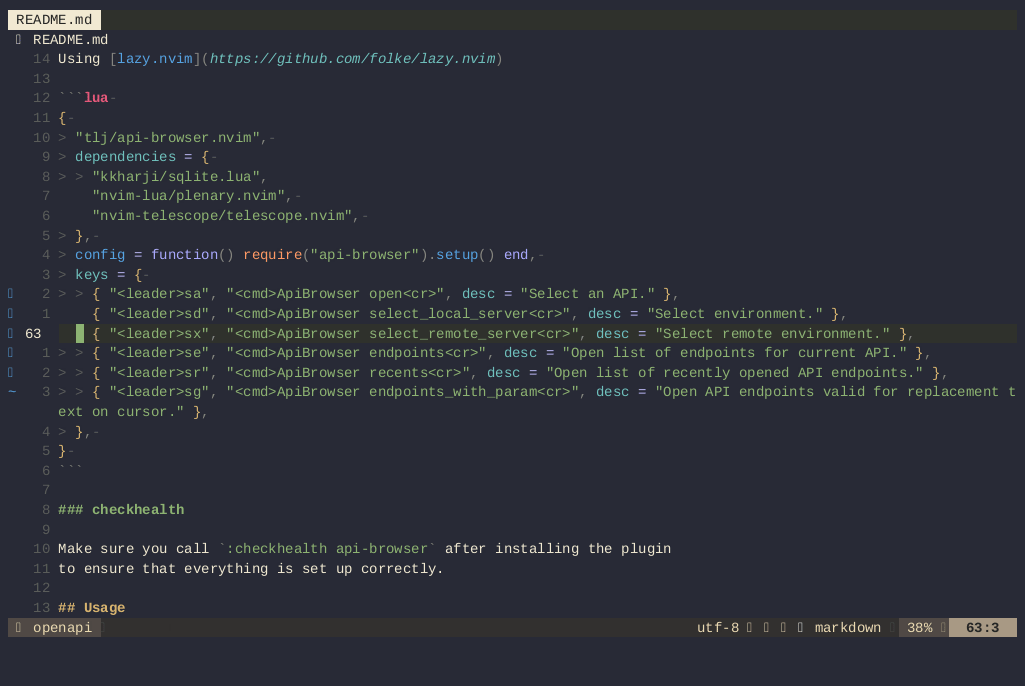 README.md
README.md
14 Using [lazy.nvim](https://github.com/folke/lazy.nvim)
13
12 ```lua-
11 {-
10 > "tlj/api-browser.nvim",-
9 > dependencies = {-
8 > > "kkharji/sqlite.lua",
7 "nvim-lua/plenary.nvim",-
6 "nvim-telescope/telescope.nvim",-
5 > },-
4 > config = function() require("api-browser").setup() end,-
3 > keys = {-
2 > > { "<leader>sa", "<cmd>ApiBrowser open<cr>", desc = "Select an API." },
1 { "<leader>sd", "<cmd>ApiBrowser select_local_server<cr>", desc = "Select environment." },
63 { "<leader>sx", "<cmd>ApiBrowser select_remote_server<cr>", desc = "Select remote environment." },
1 > > { "<leader>se", "<cmd>ApiBrowser endpoints<cr>", desc = "Open list of endpoints for current API." },
2 > > { "<leader>sr", "<cmd>ApiBrowser recents<cr>", desc = "Open list of recently opened API endpoints." },
~ 3 > > { "<leader>sg", "<cmd>ApiBrowser endpoints_with_param<cr>", desc = "Open API endpoints valid for replacement t
ext on cursor." },
4 > },-
5 }-
6 ```
7
8 ### checkhealth
9
10 Make sure you call `:checkhealth api-browser` after installing the plugin
11 to ensure that everything is set up correctly.
12
13 ## Usage
openapi utf-8 markdown 38% 63:3